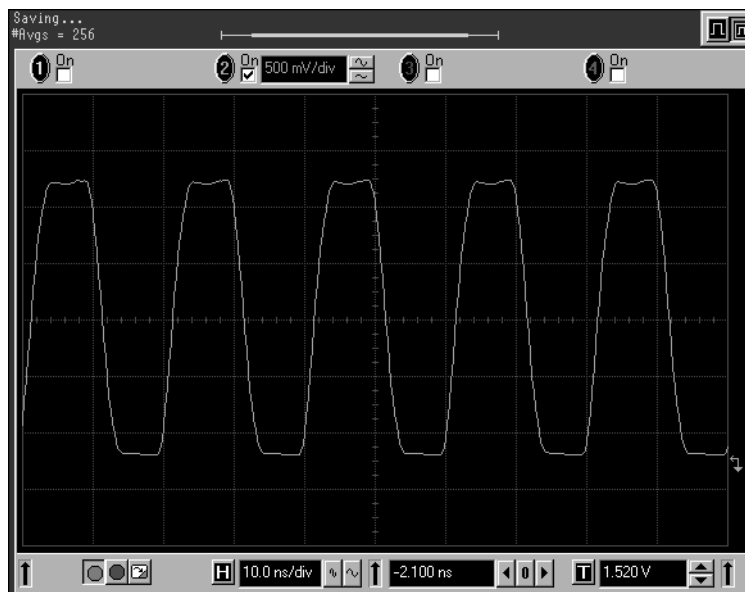 Saving...
#Avgs = 256
1 On 2 On 500 mV/div 3 On 4 On
H 10.0 ns/div -2.100 ns 0 T 1.520 V